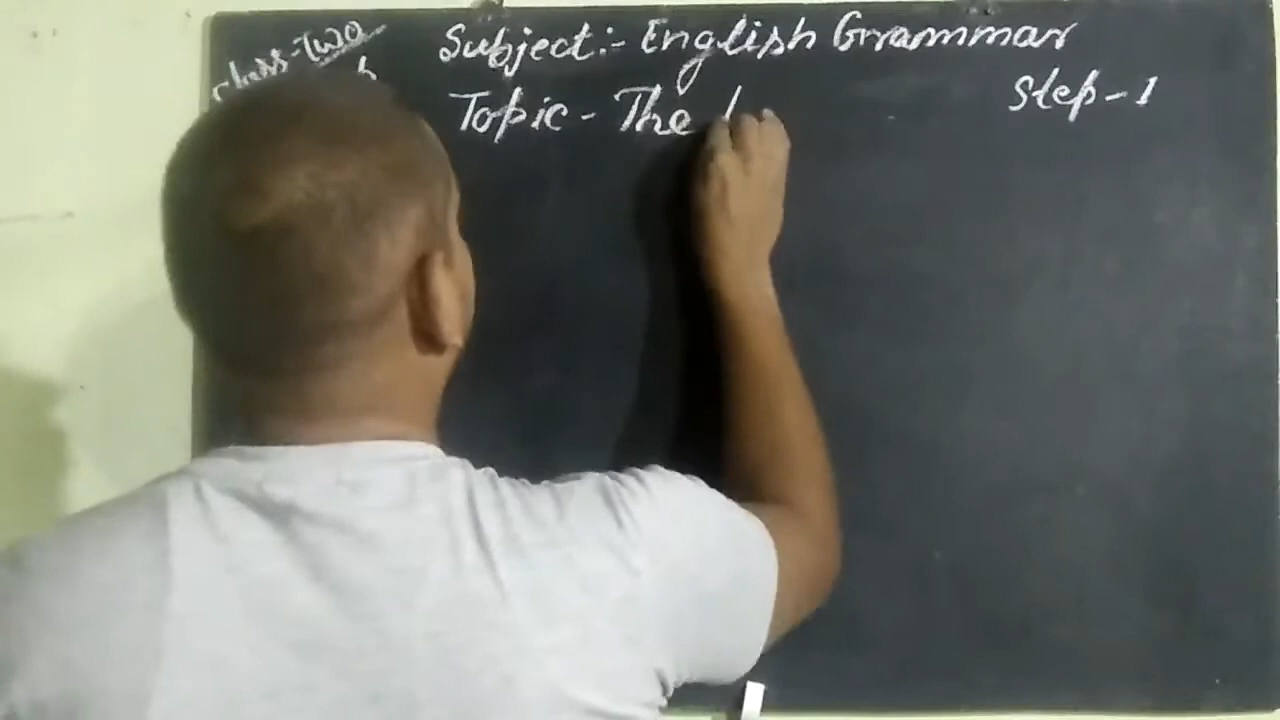 Class-Two
Subject:- English Grammar
Topic - The
Step-1